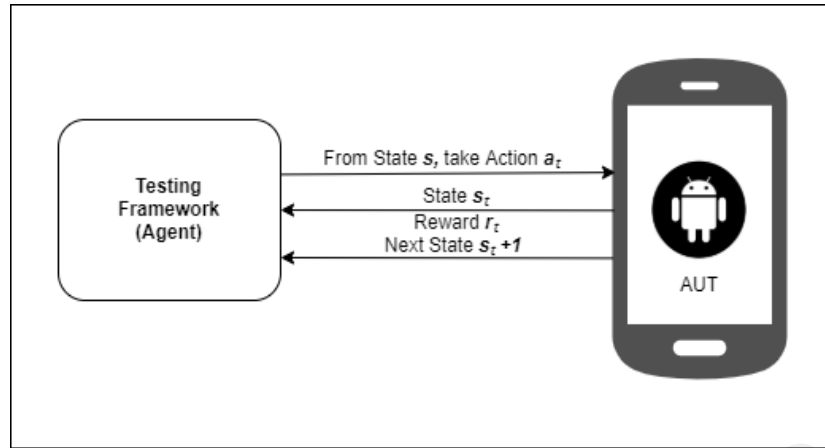 Testing
Framework
(Agent)
From State s, take Action aₜ
State sₜ
Reward rₜ
Next State sₜ +1
AUT